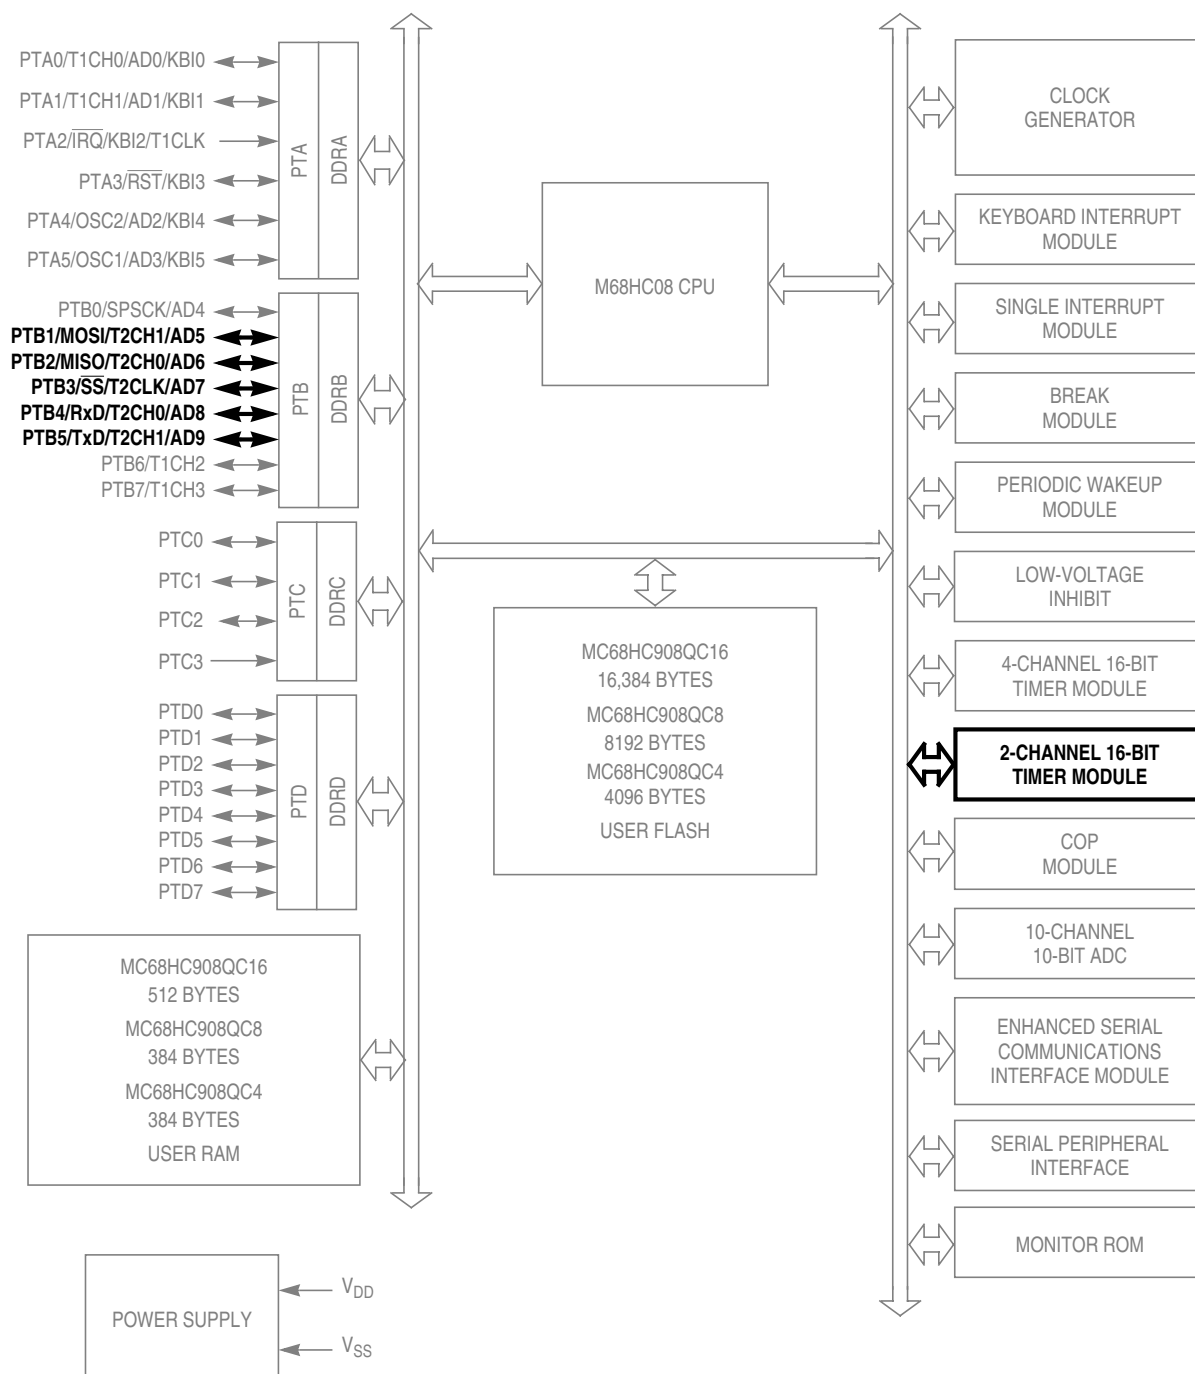 PTA0/T1CH0/AD0/KBI0
PTA1/T1CH1/AD1/KBI1
PTA2/IRQ/KBI2/T1CLK
PTA3/RST/KBI3
PTA4/OSC2/AD2/KBI4
PTA5/OSC1/AD3/KBI5
PTA
DDRA
PTB0/SPSCK/AD4
PTB1/MOSI/T2CH1/AD5
PTB2/MISO/T2CH0/AD6
PTB3/SS/T2CLK/AD7
PTB4/RxD/T2CH0/AD8
PTB5/TxD/T2CH1/AD9
PTB6/T1CH2
PTB7/T1CH3
PTB
DDRB
PTC0
PTC1
PTC2
PTC3
PTC
DDRC
PTD0
PTD1
PTD2
PTD3
PTD4
PTD5
PTD6
PTD7
PTD
DDRD
MC68HC908QC16
512 BYTES
MC68HC908QC8
384 BYTES
MC68HC908QC4
384 BYTES
USER RAM
POWER SUPPLY
VDD
VSS
M68HC08 CPU
MC68HC908QC16
16,384 BYTES
MC68HC908QC8
8192 BYTES
MC68HC908QC4
4096 BYTES
USER FLASH
CLOCK
GENERATOR
KEYBOARD INTERRUPT
MODULE
SINGLE INTERRUPT
MODULE
BREAK
MODULE
PERIODIC WAKEUP
MODULE
LOW-VOLTAGE
INHIBIT
4-CHANNEL 16-BIT
TIMER MODULE
2-CHANNEL 16-BIT
TIMER MODULE
COP
MODULE
10-CHANNEL
10-BIT ADC
ENHANCED SERIAL
COMMUNICATIONS
INTERFACE MODULE
SERIAL PERIPHERAL
INTERFACE
MONITOR ROM